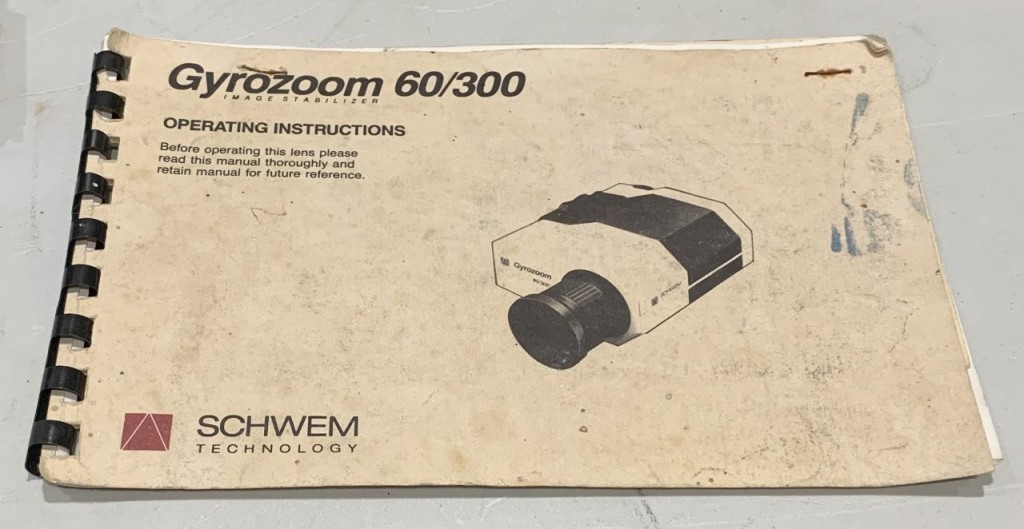 Gyrozoom 60/300
IMAGE STABILIZER
OPERATING INSTRUCTIONS
Before operating this lens please
read this manual thoroughly and
retain manual for future reference.
Gyrozoom
60/300
SCHWEM
SCHWEM
TECHNOLOGY